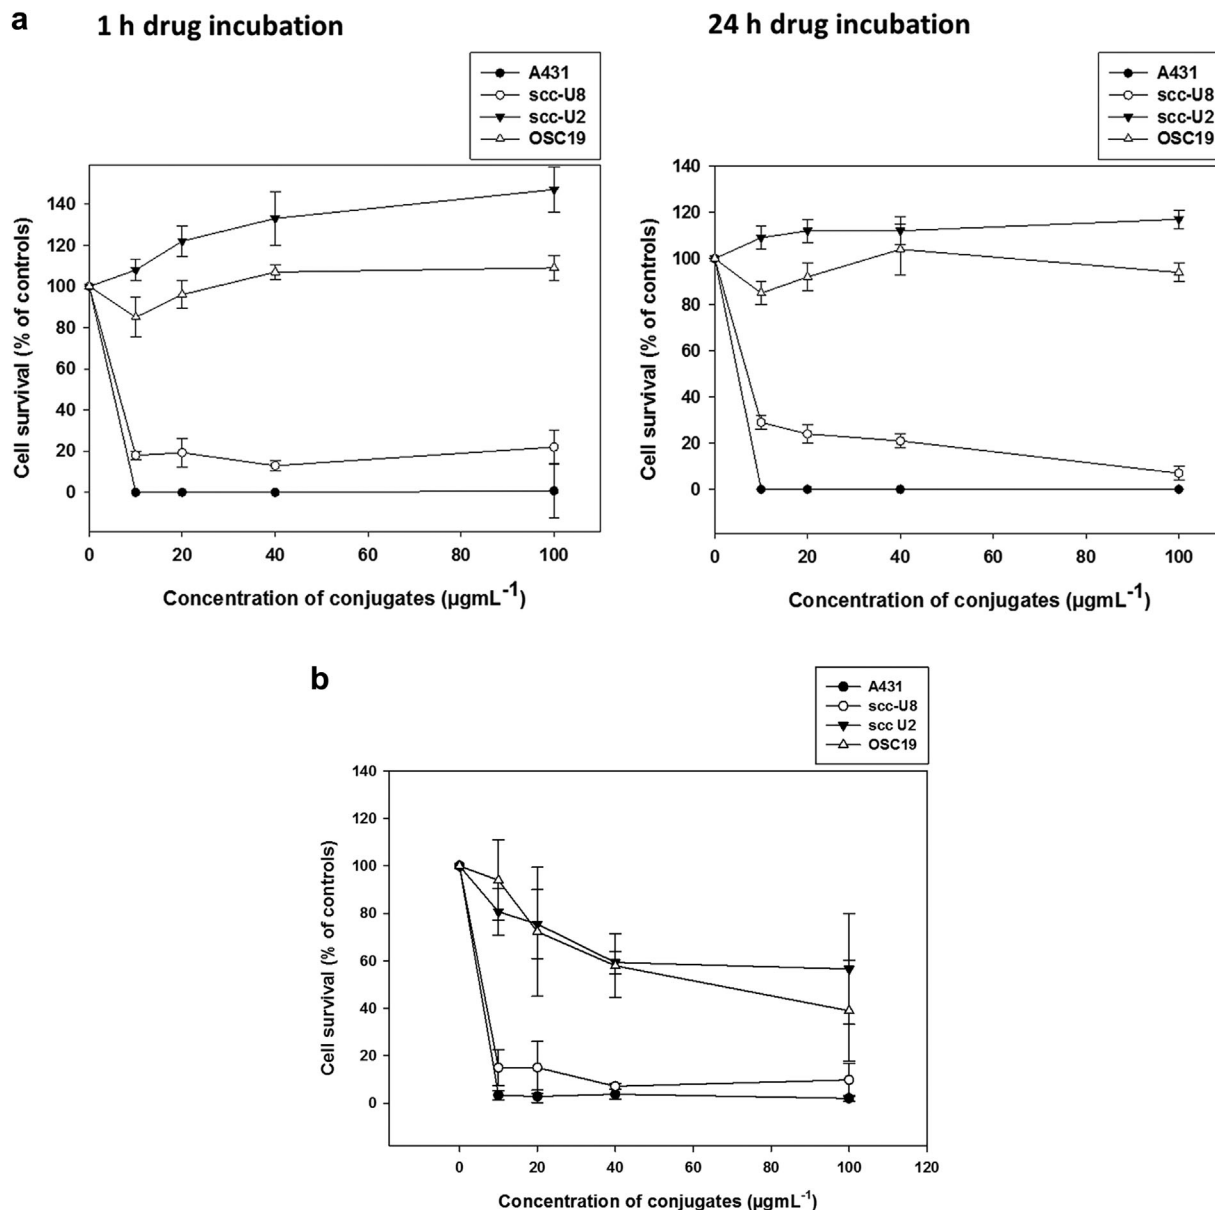 a
1 h drug incubation
24 h drug incubation
A431
scc-U8
scc-U2
OSC19
A431
scc-U8
scc-U2
OSC19
Cell survival (% of controls)
140
120
100
80
60
40
20
0
0 20 40 60 80 100
Concentration of conjugates (µgmL-1)
Cell survival (% of controls)
140
120
100
80
60
40
20
0
0 20 40 60 80 100
Concentration of conjugates (µgmL-1)
b
A431
scc-U8
scc U2
OSC19
Cell survival (% of controls)
140
120
100
80
60
40
20
0
0 20 40 60 80 100 120
Concentration of conjugates (µgmL-1)